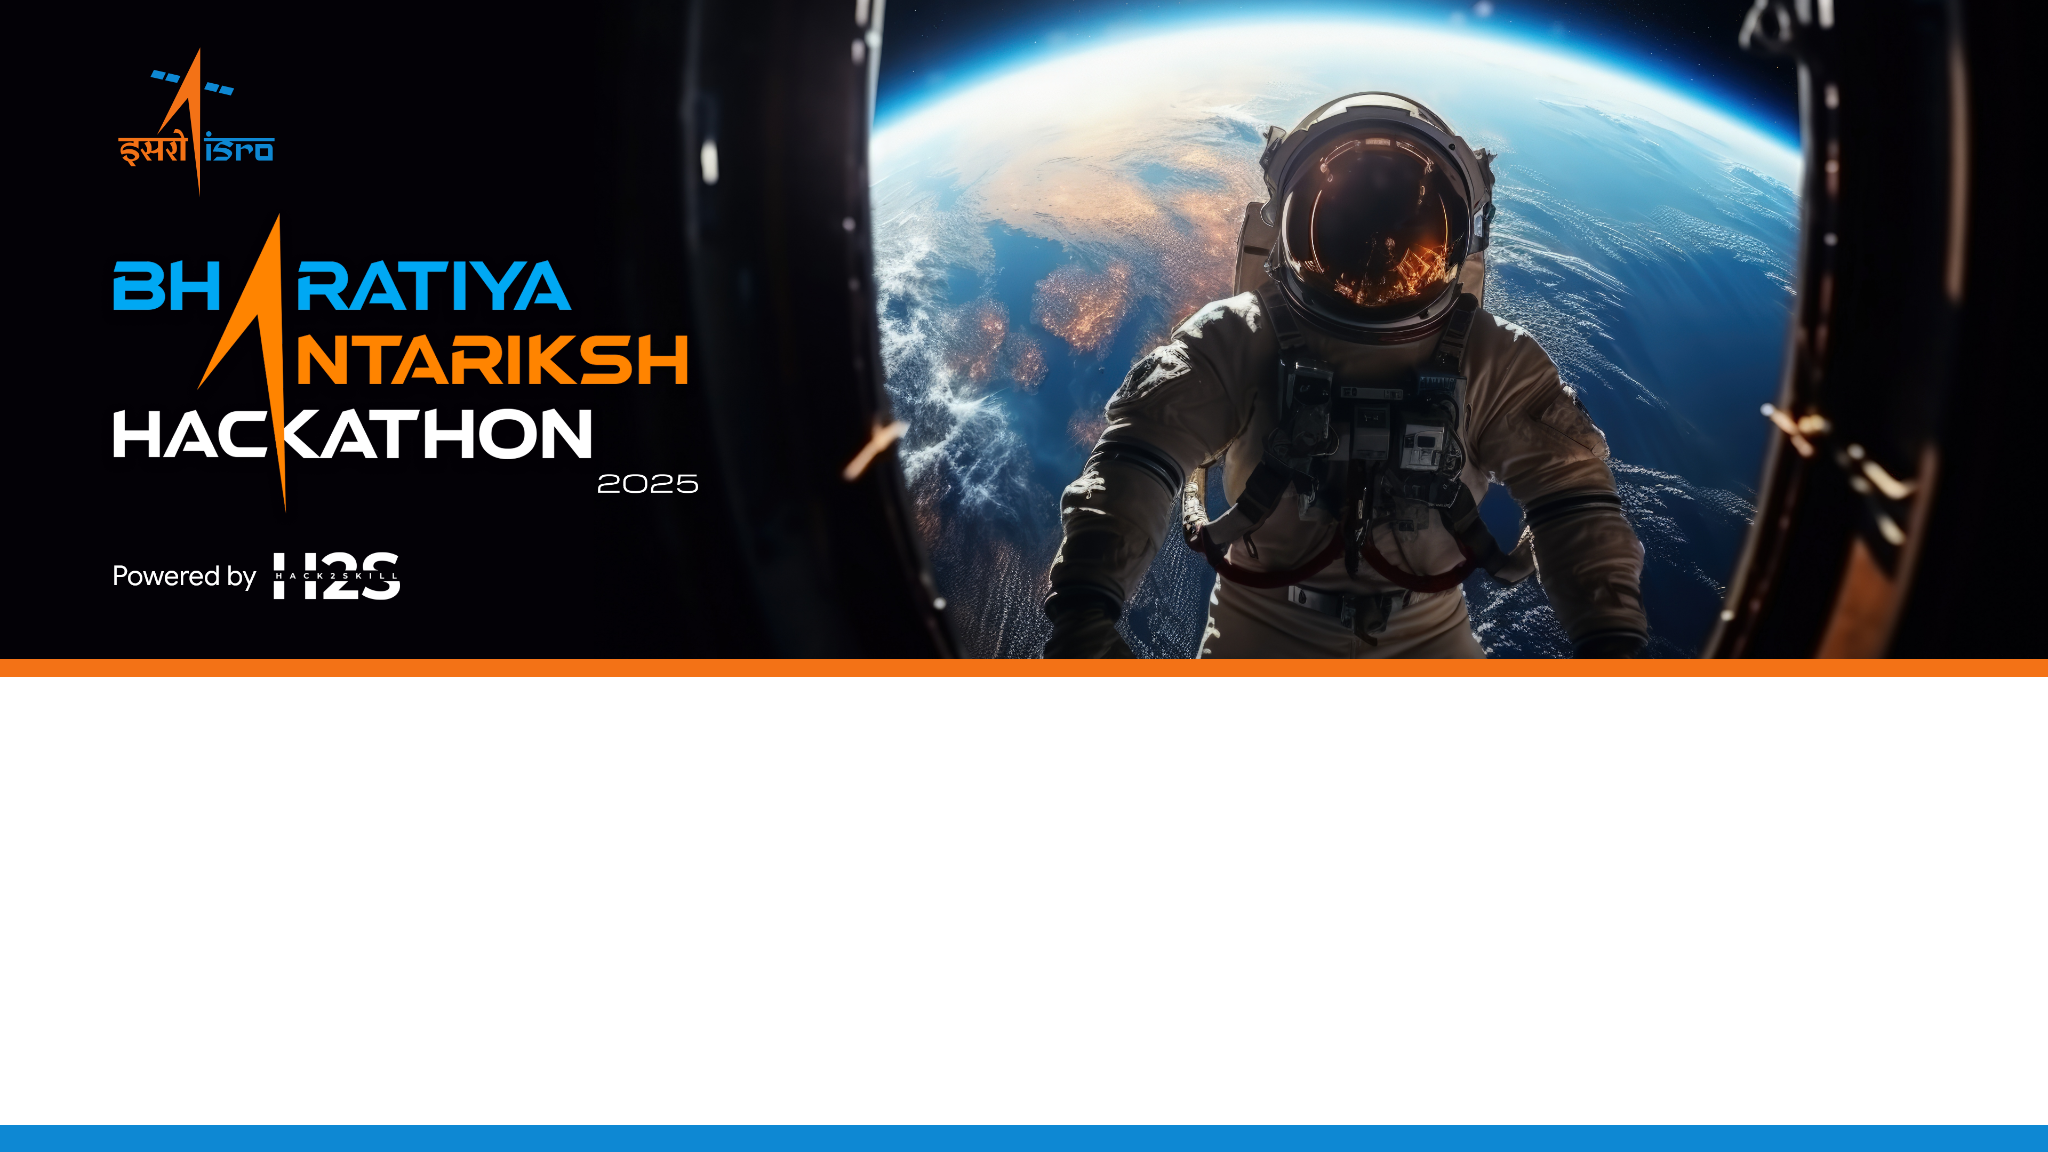 इसरो isro
BHARATIYA
ANTARIKSH
HACKATHON
2025
Powered by H2S
HACK2SKILL